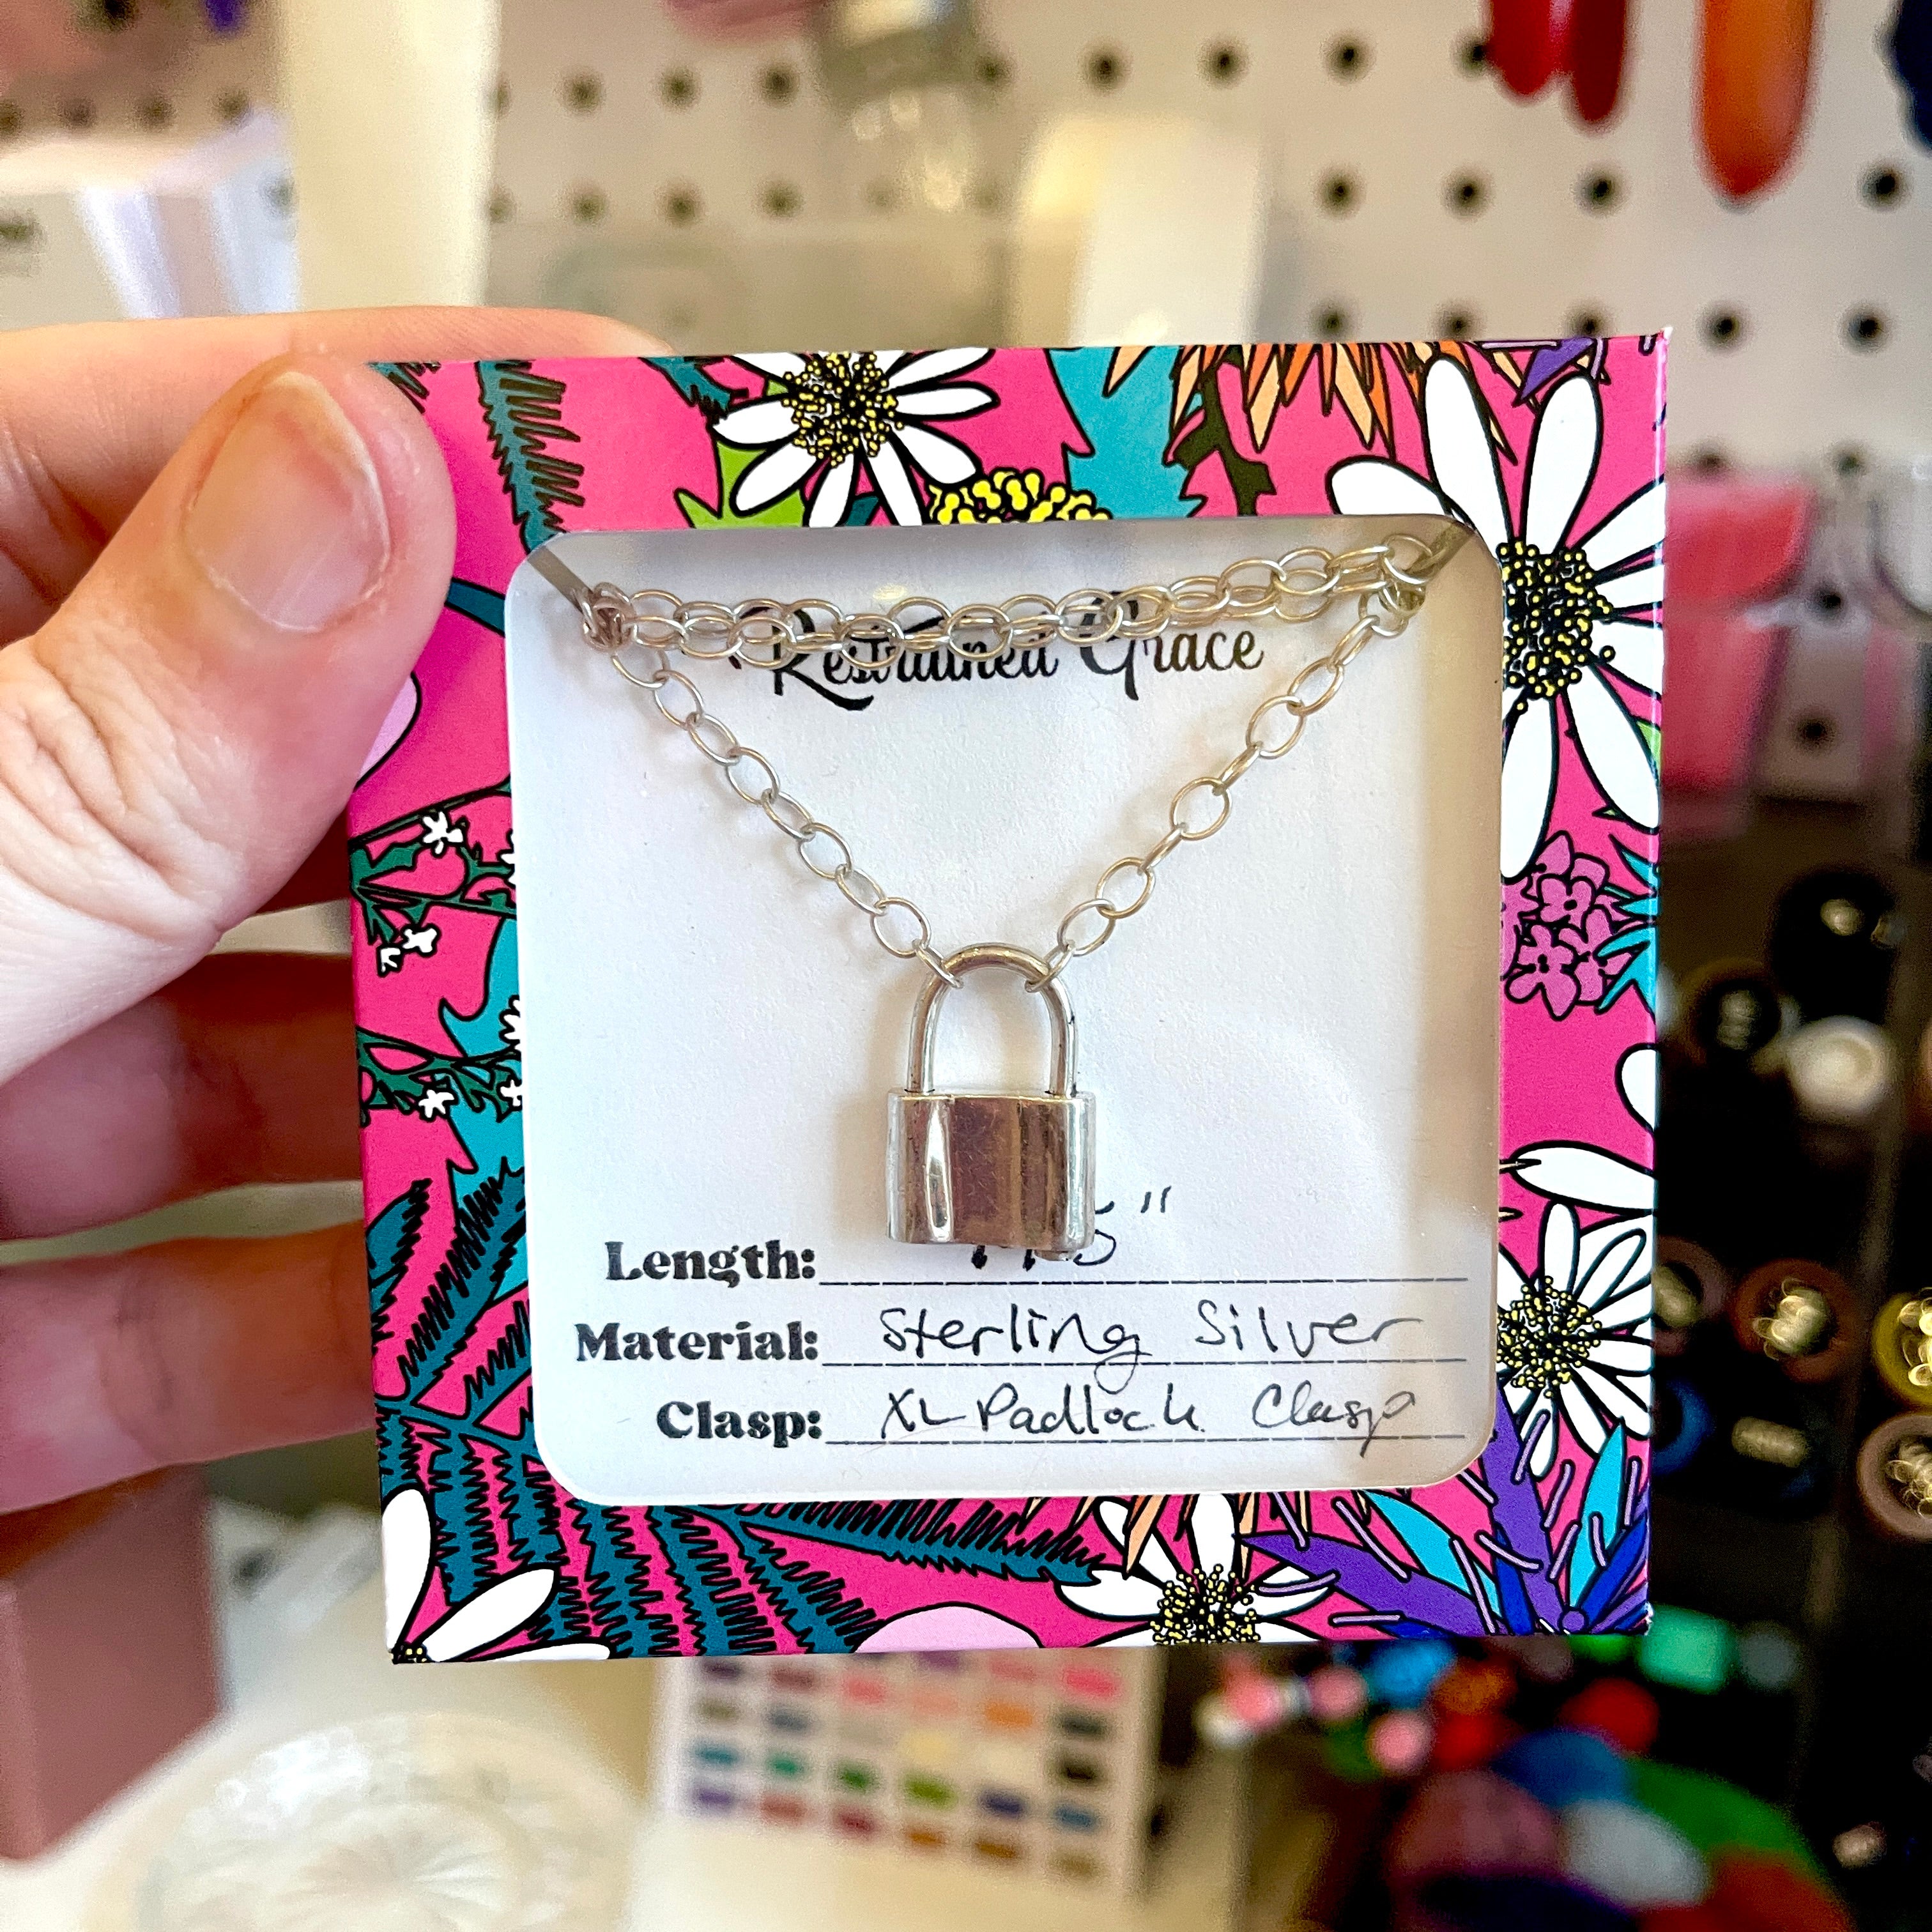 Restrained Grace
Length: "
Material: Sterling Silver
Clasp: XL Padlock Clasp